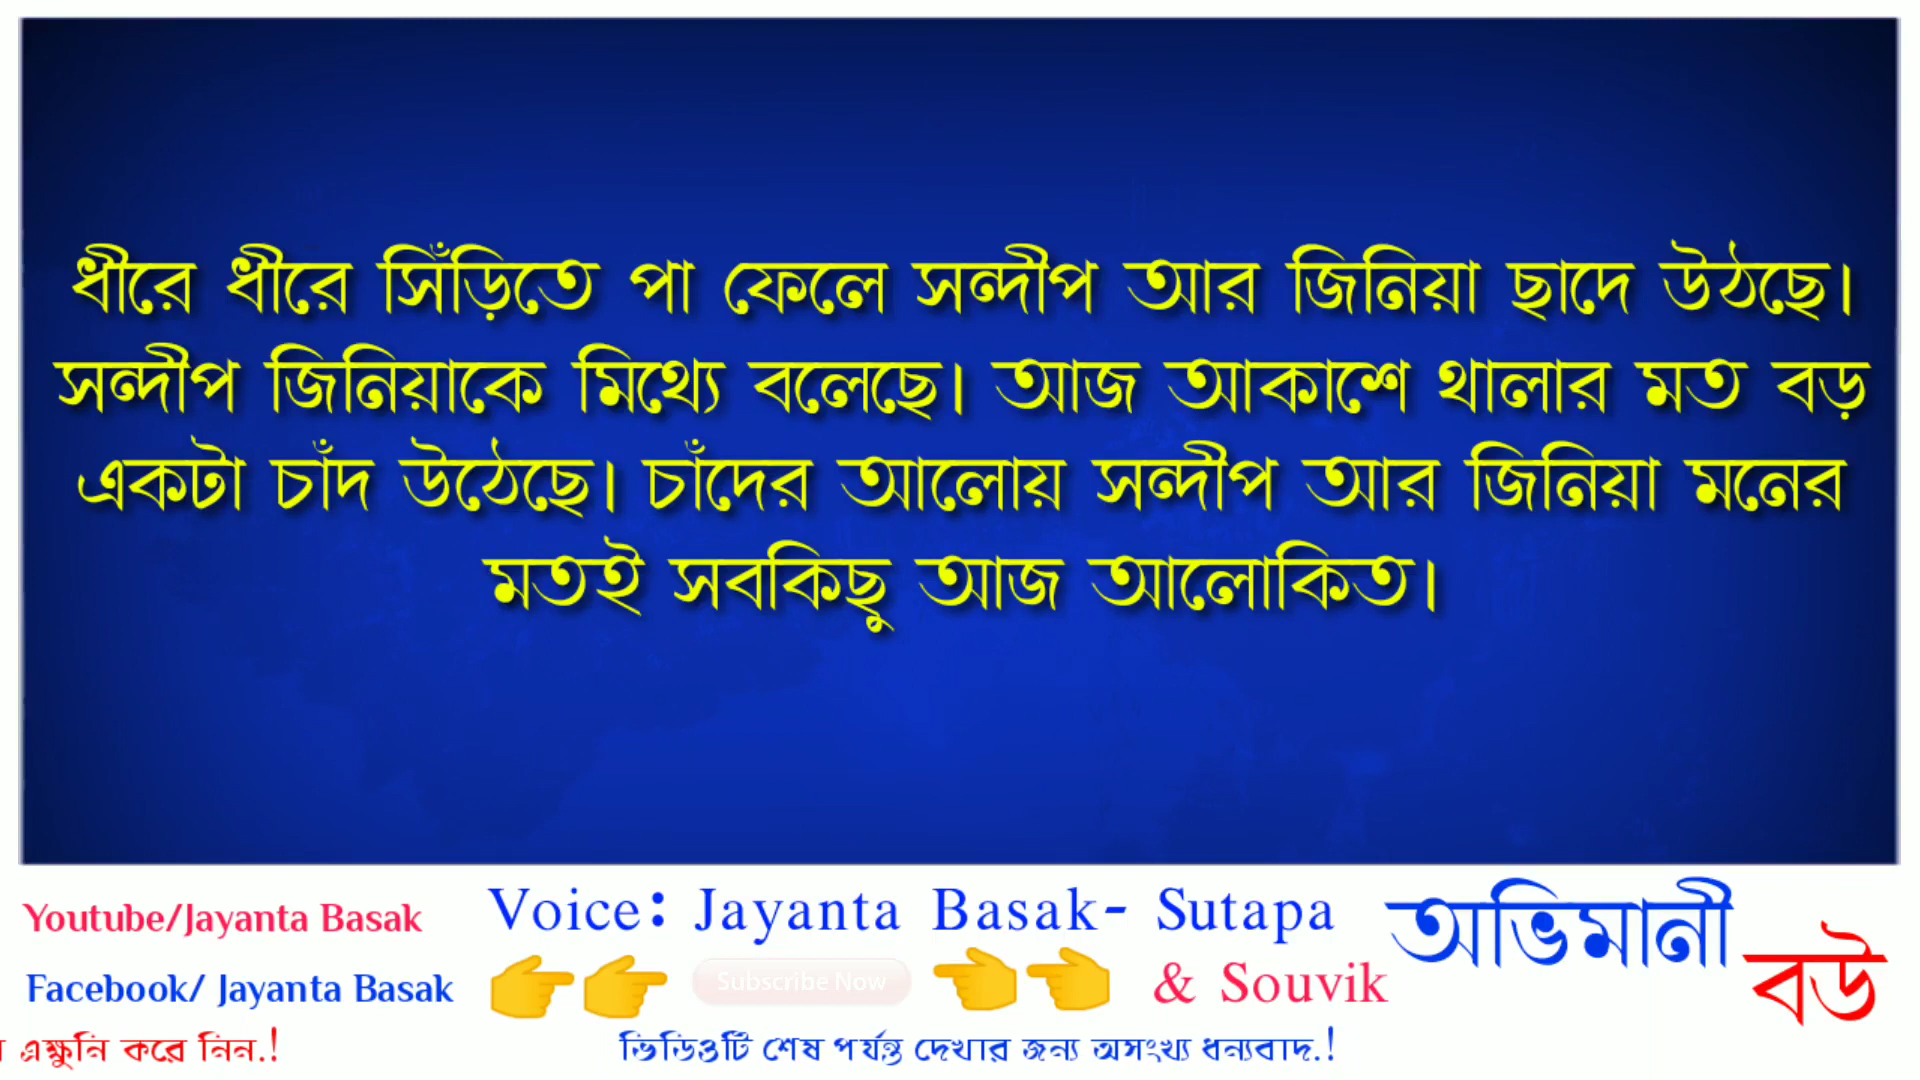 ধীরে ধীরে সিঁড়িতে পা ফেলে সন্দীপ আর জিনিয়া ছাদে উঠছে।
সন্দীপ জিনিয়াকে মিথ্যে বলেছে। আজ আকাশে থালার মত বড়
একটা চাঁদ উঠেছে। চাঁদের আলোয় সন্দীপ আর জিনিয়া মনের
মতই সবকিছু আজ আলোকিত।
Youtube/Jayanta Basak
Voice: Jayanta Basak- Sutapa
& Souvik
অভিমানী
বউ
Facebook/ Jayanta Basak
Subscribe Now
এক্ষুনি করে নিন.!
ভিডিওটি শেষ পর্যন্ত দেখার জন্য অসংখ্য ধন্যবাদ.!